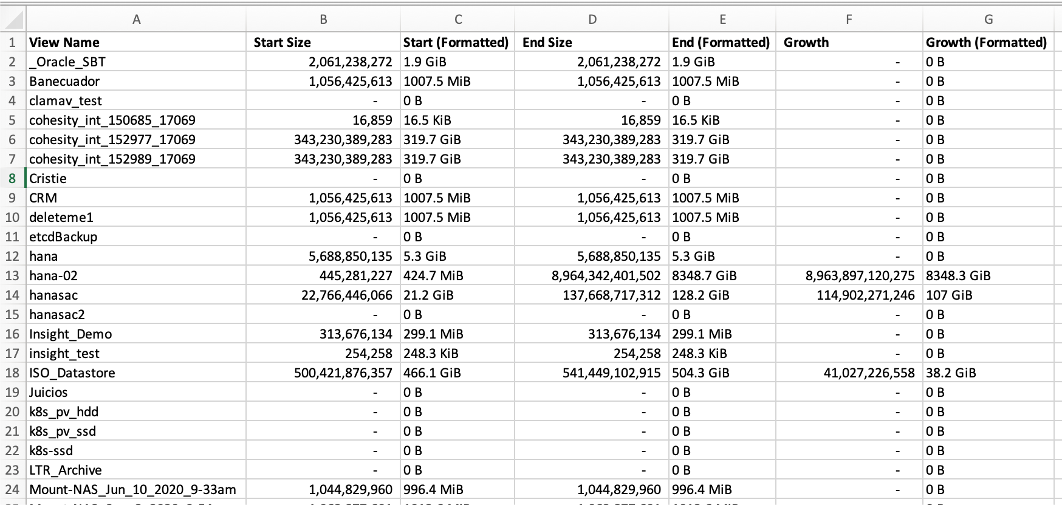 A B C D E F G
1 View Name Start Size Start (Formatted) End Size End (Formatted) Growth Growth (Formatted)
2 _Oracle_SBT 2,061,238,272 1.9 GiB 2,061,238,272 1.9 GiB - 0 B
3 Banecuador 1,056,425,613 1007.5 MiB 1,056,425,613 1007.5 MiB - 0 B
4 clamav_test - 0 B - 0 B - 0 B
5 cohesity_int_150685_17069 16,859 16.5 KiB 16,859 16.5 KiB - 0 B
6 cohesity_int_152977_17069 343,230,389,283 319.7 GiB 343,230,389,283 319.7 GiB - 0 B
7 cohesity_int_152989_17069 343,230,389,283 319.7 GiB 343,230,389,283 319.7 GiB - 0 B
8 Cristie - 0 B - 0 B - 0 B
9 CRM 1,056,425,613 1007.5 MiB 1,056,425,613 1007.5 MiB - 0 B
10 deleteme1 1,056,425,613 1007.5 MiB 1,056,425,613 1007.5 MiB - 0 B
11 etcdBackup - 0 B - 0 B - 0 B
12 hana 5,688,850,135 5.3 GiB 5,688,850,135 5.3 GiB - 0 B
13 hana-02 445,281,227 424.7 MiB 8,964,342,401,502 8348.7 GiB 8,963,897,120,275 8348.3 GiB
14 hanasac 22,766,446,066 21.2 GiB 137,668,717,312 128.2 GiB 114,902,271,246 107 GiB
15 hanasac2 - 0 B - 0 B - 0 B
16 Insight_Demo 313,676,134 299.1 MiB 313,676,134 299.1 MiB - 0 B
17 insight_test 254,258 248.3 KiB 254,258 248.3 KiB - 0 B
18 ISO_Datastore 500,421,876,357 466.1 GiB 541,449,102,915 504.3 GiB 41,027,226,558 38.2 GiB
19 Juicios - 0 B - 0 B - 0 B
20 k8s_pv_hdd - 0 B - 0 B - 0 B
21 k8s_pv_ssd - 0 B - 0 B - 0 B
22 k8s-ssd - 0 B - 0 B - 0 B
23 LTR_Archive - 0 B - 0 B - 0 B
24 Mount-NAS_Jun_10_2020_9-33am 1,044,829,960 996.4 MiB 1,044,829,960 996.4 MiB - 0 B